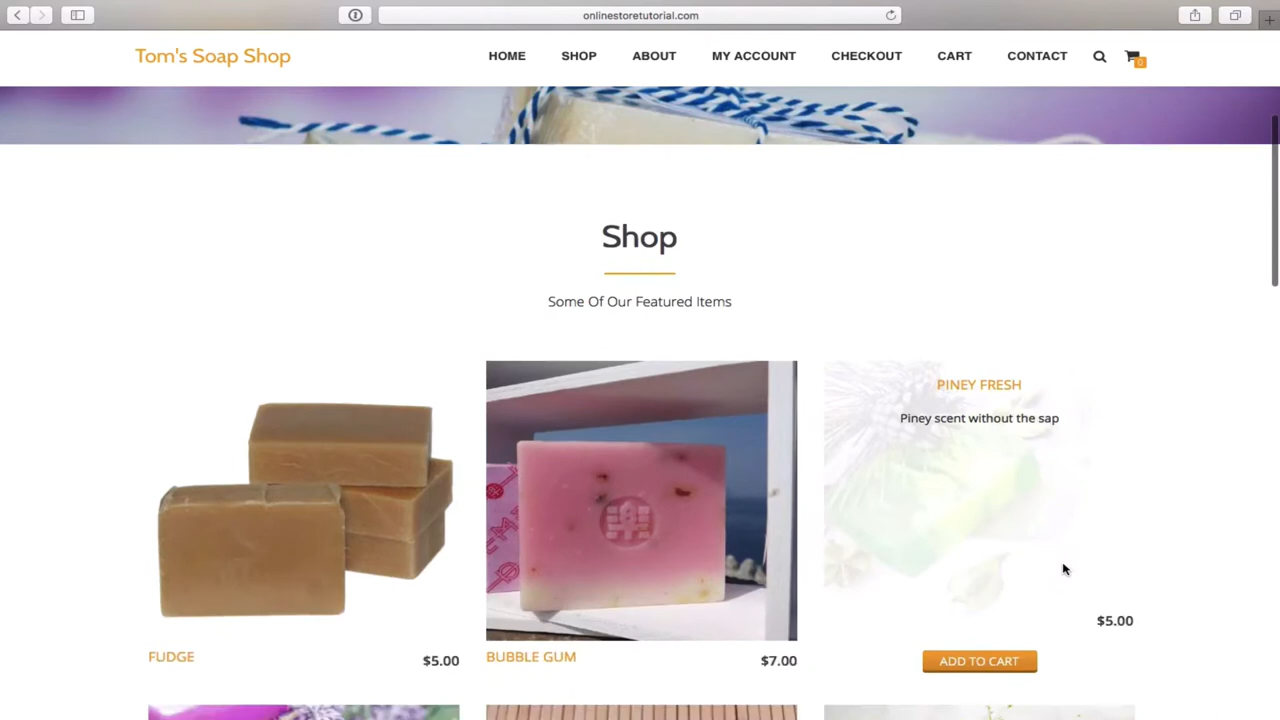 onlinestoretutorial.com
Tom's Soap Shop
HOME SHOP ABOUT MY ACCOUNT CHECKOUT CART CONTACT
0
Shop
Some Of Our Featured Items
PINEY FRESH
Piney scent without the sap
$5.00
FUDGE $5.00
BUBBLE GUM $7.00
ADD TO CART